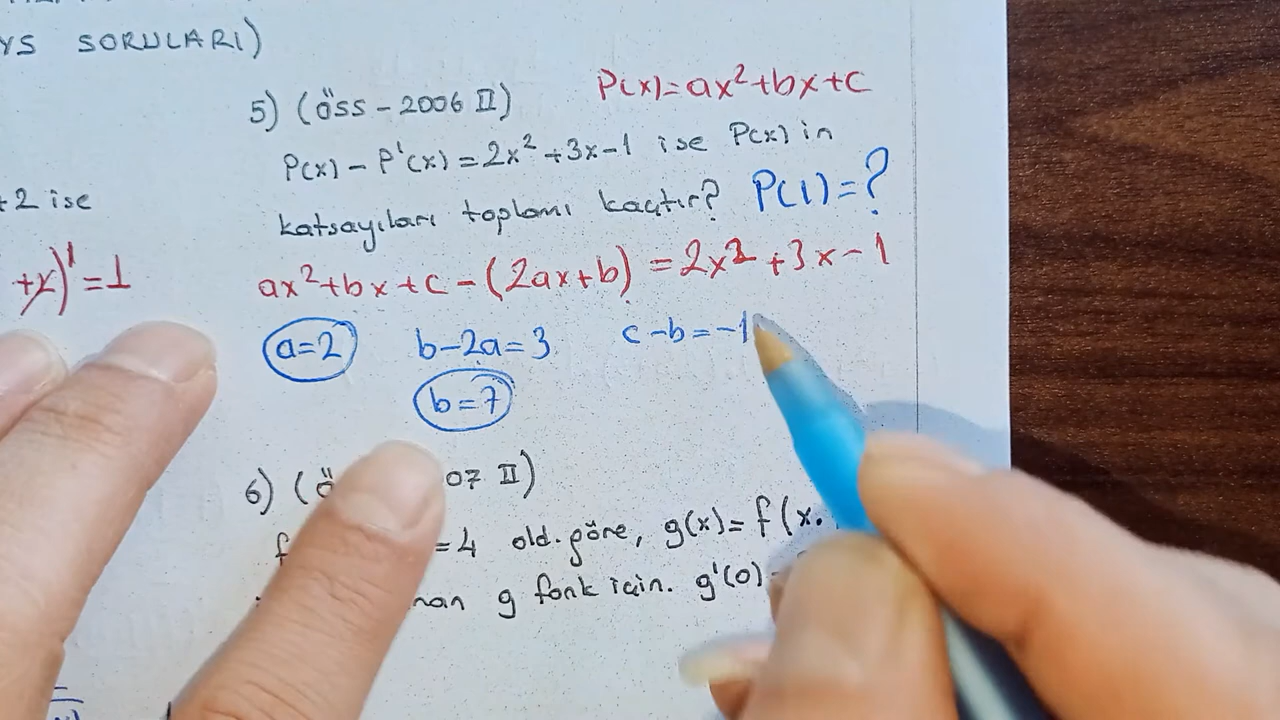 YS SORULARI)
+2 ise
+x)' = 1
5) (ÖSS - 2006 II)
P(x) = ax² + bx + c
P(x) - P'(x) = 2x² + 3x - 1 ise P(x) in
katsayıları toplamı kaçtır? P(1) = ?
ax² + bx + c - (2ax + b) = 2x² + 3x - 1
a = 2 b - 2a = 3 c - b = -1
b = 7
6) (Ö 07 II)
f = 4 old. göre, g(x) = f(x.
nan g fonk için. g'(0)